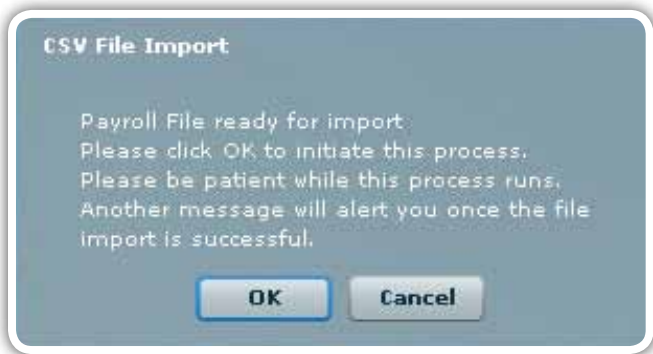 CSV File Import
Payroll File ready for import
Please click OK to initiate this process.
Please be patient while this process runs.
Another message will alert you once the file
import is successful.
OK Cancel